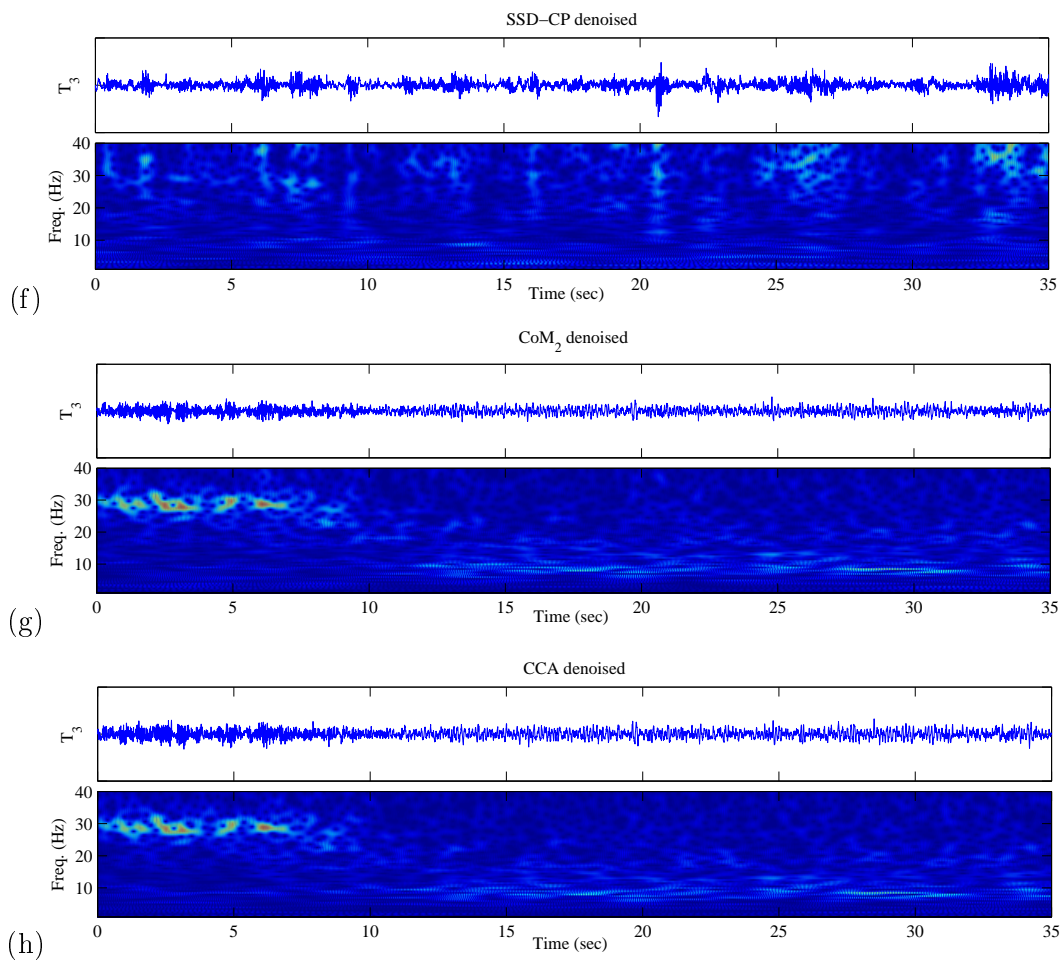 SSD−CP denoised
T3
40
30
20
10
Freq. (Hz)
0 5 10 15 20 25 30 35
Time (sec)
(f)
CoM2 denoised
T3
40
30
20
10
Freq. (Hz)
0 5 10 15 20 25 30 35
Time (sec)
(g)
CCA denoised
T3
40
30
20
10
Freq. (Hz)
0 5 10 15 20 25 30 35
Time (sec)
(h)